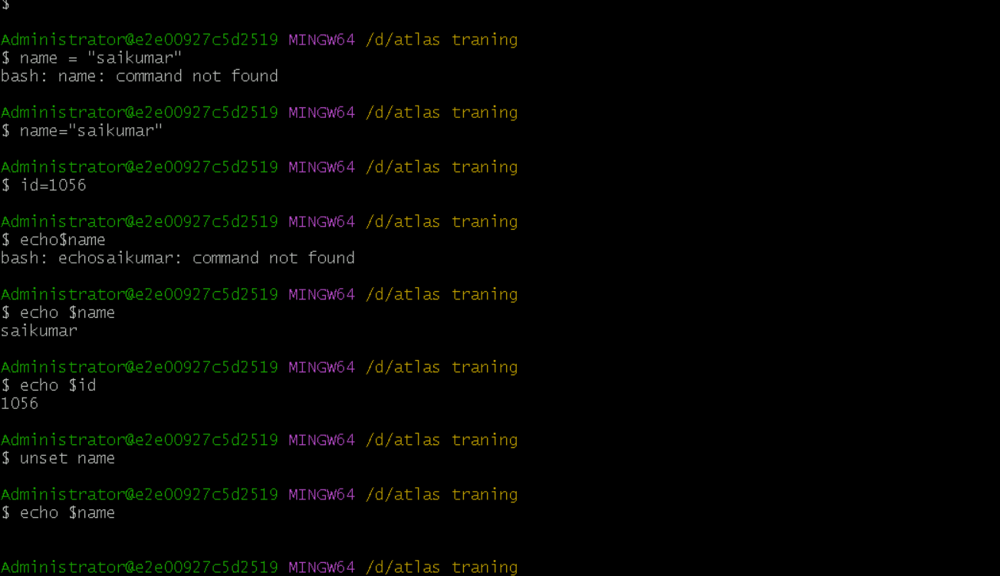 $
Administrator@e2e00927c5d2519 MINGW64 /d/atlas traning
$ name = "saikumar"
bash: name: command not found
Administrator@e2e00927c5d2519 MINGW64 /d/atlas traning
$ name="saikumar"
Administrator@e2e00927c5d2519 MINGW64 /d/atlas traning
$ id=1056
Administrator@e2e00927c5d2519 MINGW64 /d/atlas traning
$ echo$name
bash: echosaikumar: command not found
Administrator@e2e00927c5d2519 MINGW64 /d/atlas traning
$ echo $name
saikumar
Administrator@e2e00927c5d2519 MINGW64 /d/atlas traning
$ echo $id
1056
Administrator@e2e00927c5d2519 MINGW64 /d/atlas traning
$ unset name
Administrator@e2e00927c5d2519 MINGW64 /d/atlas traning
$ echo $name
Administrator@e2e00927c5d2519 MINGW64 /d/atlas traning